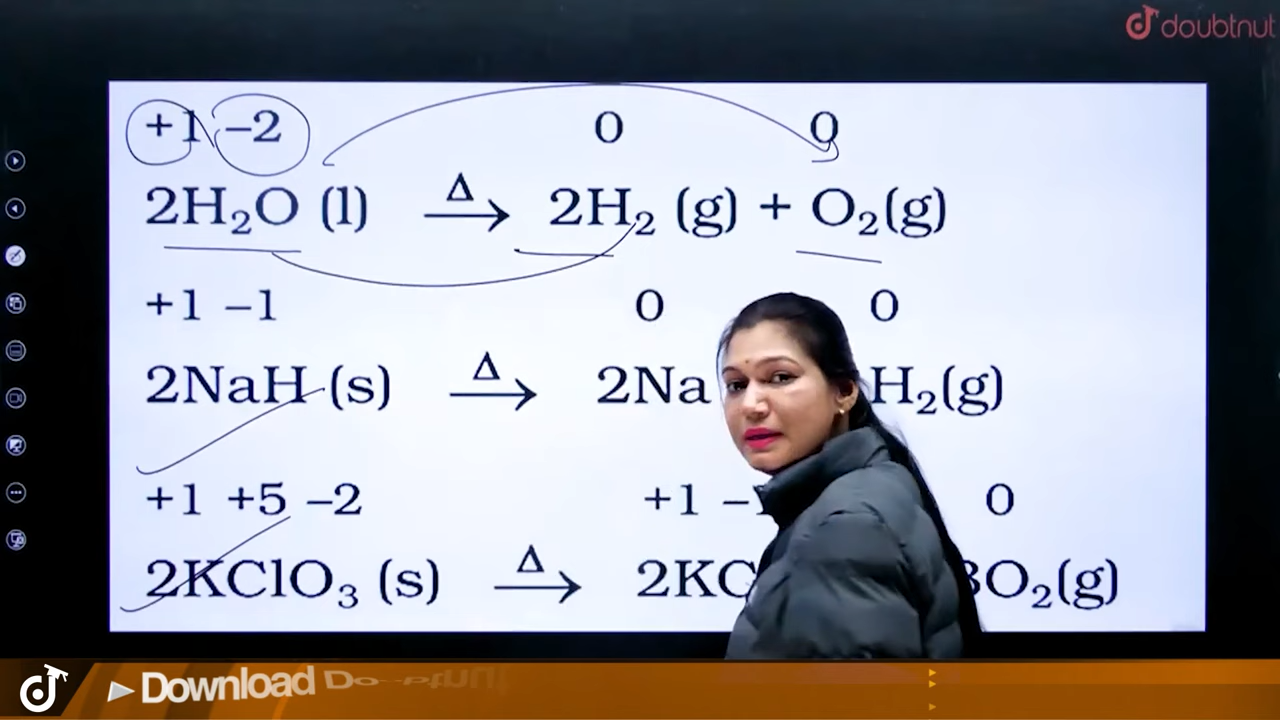 doubtnut
+1 –2 0 0
2H₂O (l) Δ → 2H₂ (g) + O₂(g)
+1 –1 0 0
2NaH (s) Δ → 2Na H₂(g)
+1 +5 –2 +1 – 0
2KClO₃ (s) Δ → 2KC 3O₂(g)
Download